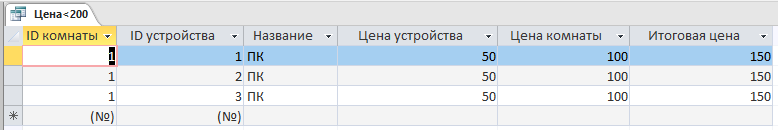 Цена<200
ID комнаты ID устройства Название Цена устройства Цена комнаты Итоговая цена
1 1 ПК 50 100 150
1 2 ПК 50 100 150
1 3 ПК 50 100 150
* (№) (№)